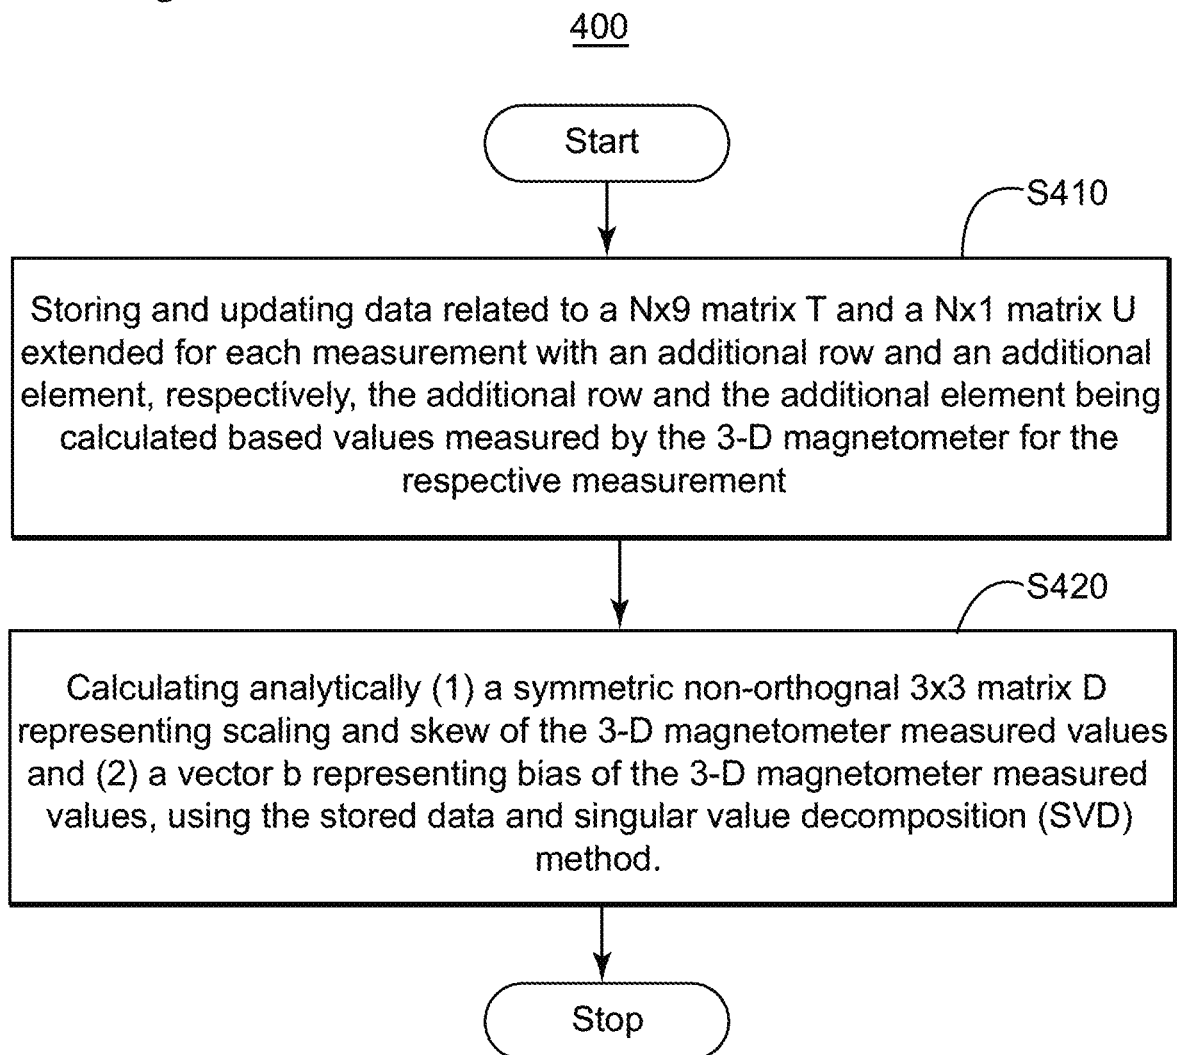 400
Start
S410
Storing and updating data related to a Nx9 matrix T and a Nx1 matrix U
extended for each measurement with an additional row and an additional
element, respectively, the additional row and the additional element being
calculated based values measured by the 3-D magnetometer for the
respective measurement
S420
Calculating analytically (1) a symmetric non-orthognal 3x3 matrix D
representing scaling and skew of the 3-D magnetometer measured values
and (2) a vector b representing bias of the 3-D magnetometer measured
values, using the stored data and singular value decomposition (SVD)
method.
Stop